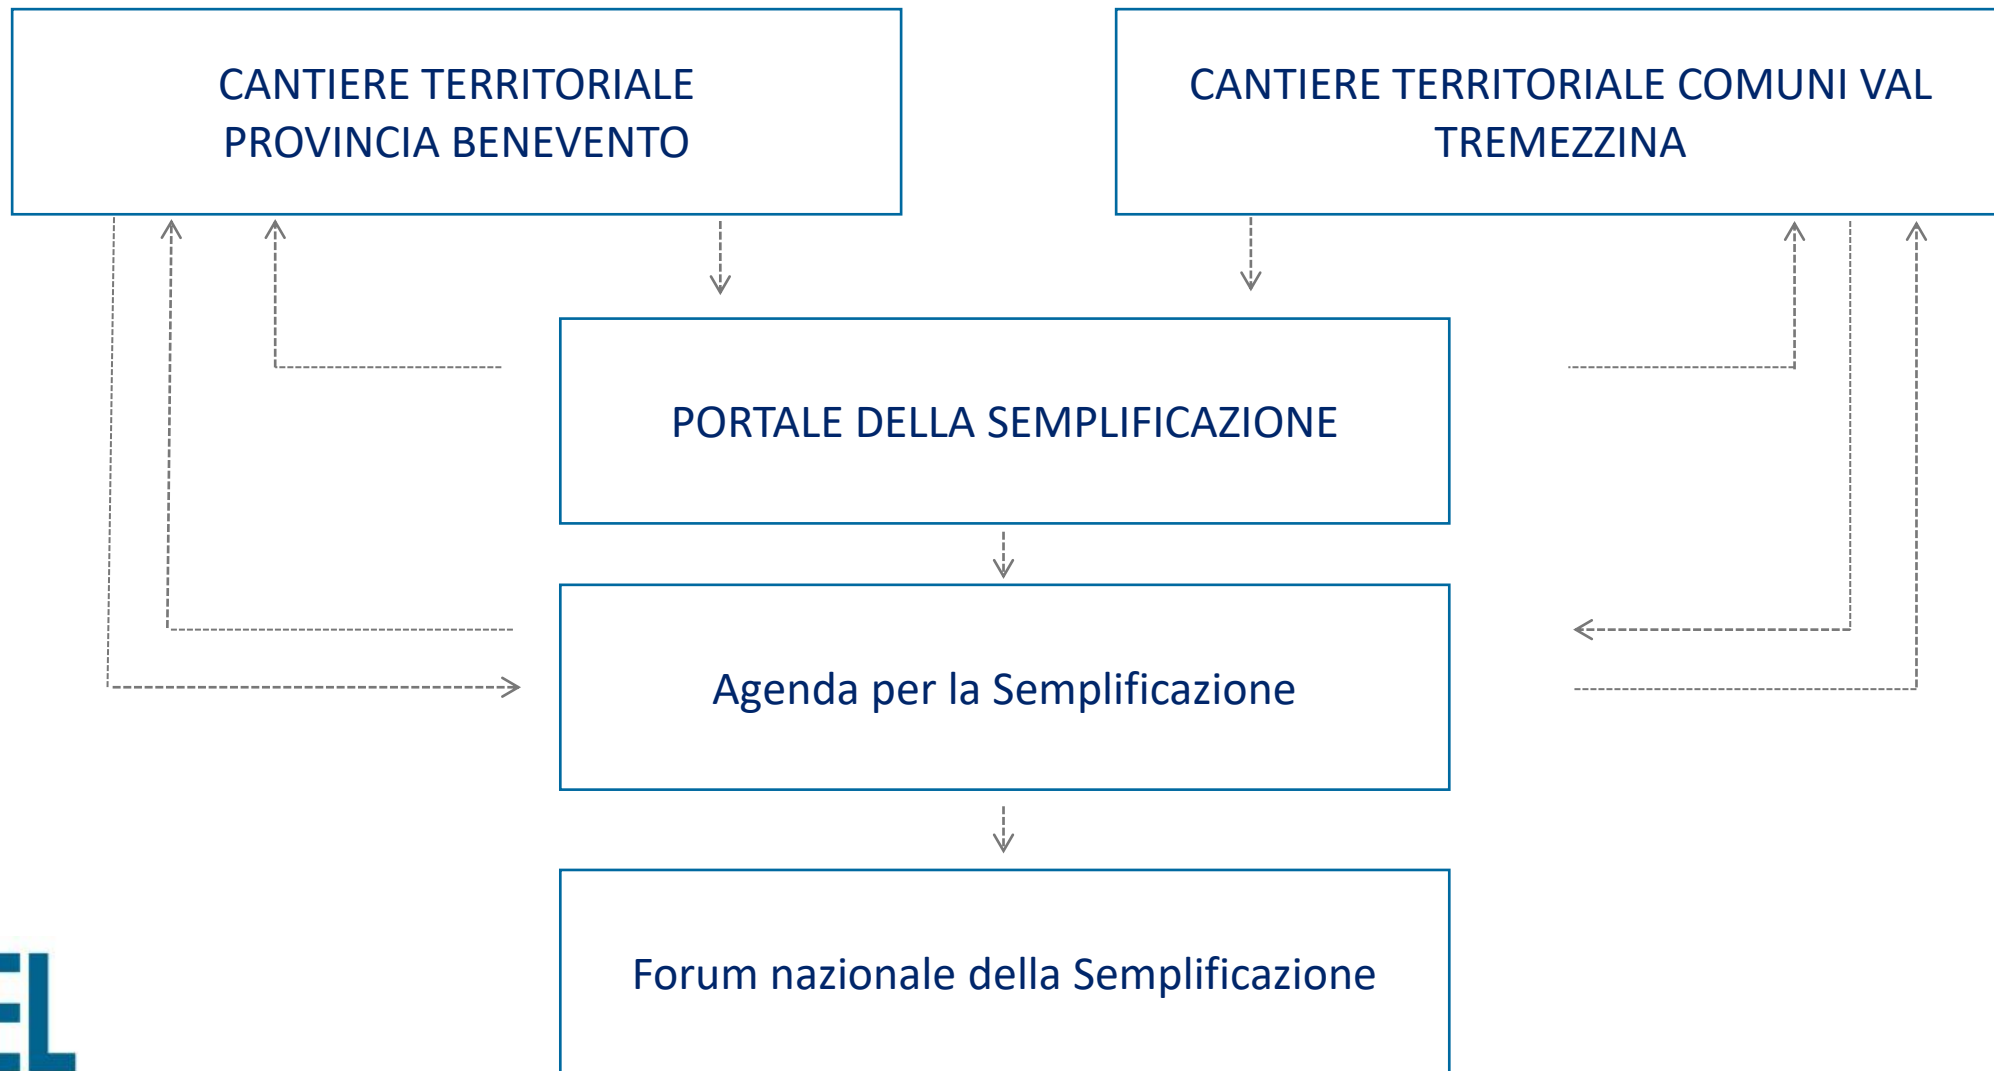 CANTIERE TERRITORIALE
PROVINCIA BENEVENTO
CANTIERE TERRITORIALE COMUNI VAL
TREMEZZINA
PORTALE DELLA SEMPLIFICAZIONE
Agenda per la Semplificazione
Forum nazionale della Semplificazione
EL